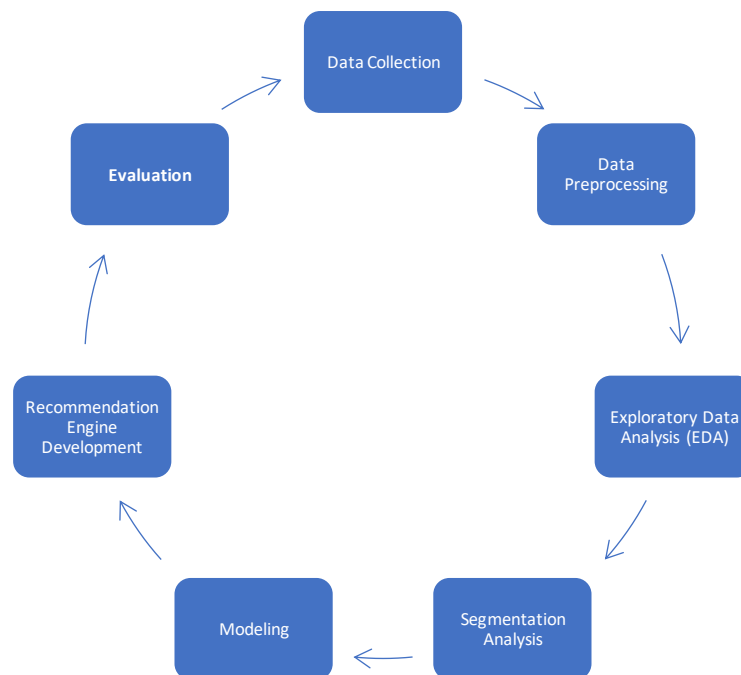 Data Collection
Data
Preprocessing
Exploratory Data
Analysis (EDA)
Segmentation
Analysis
Modeling
Recommendation
Engine
Development
Evaluation